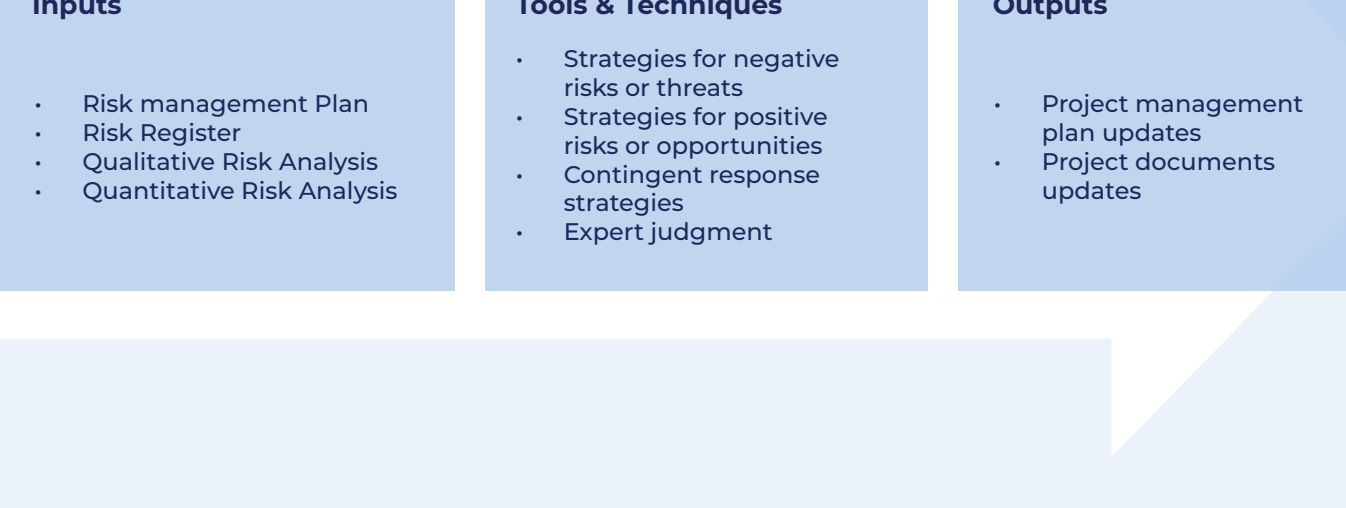 Inputs
• Risk management Plan
• Risk Register
• Qualitative Risk Analysis
• Quantitative Risk Analysis
Tools & Techniques
• Strategies for negative
risks or threats
• Strategies for positive
risks or opportunities
• Contingent response
strategies
• Expert judgment
Outputs
• Project management
plan updates
• Project documents
updates